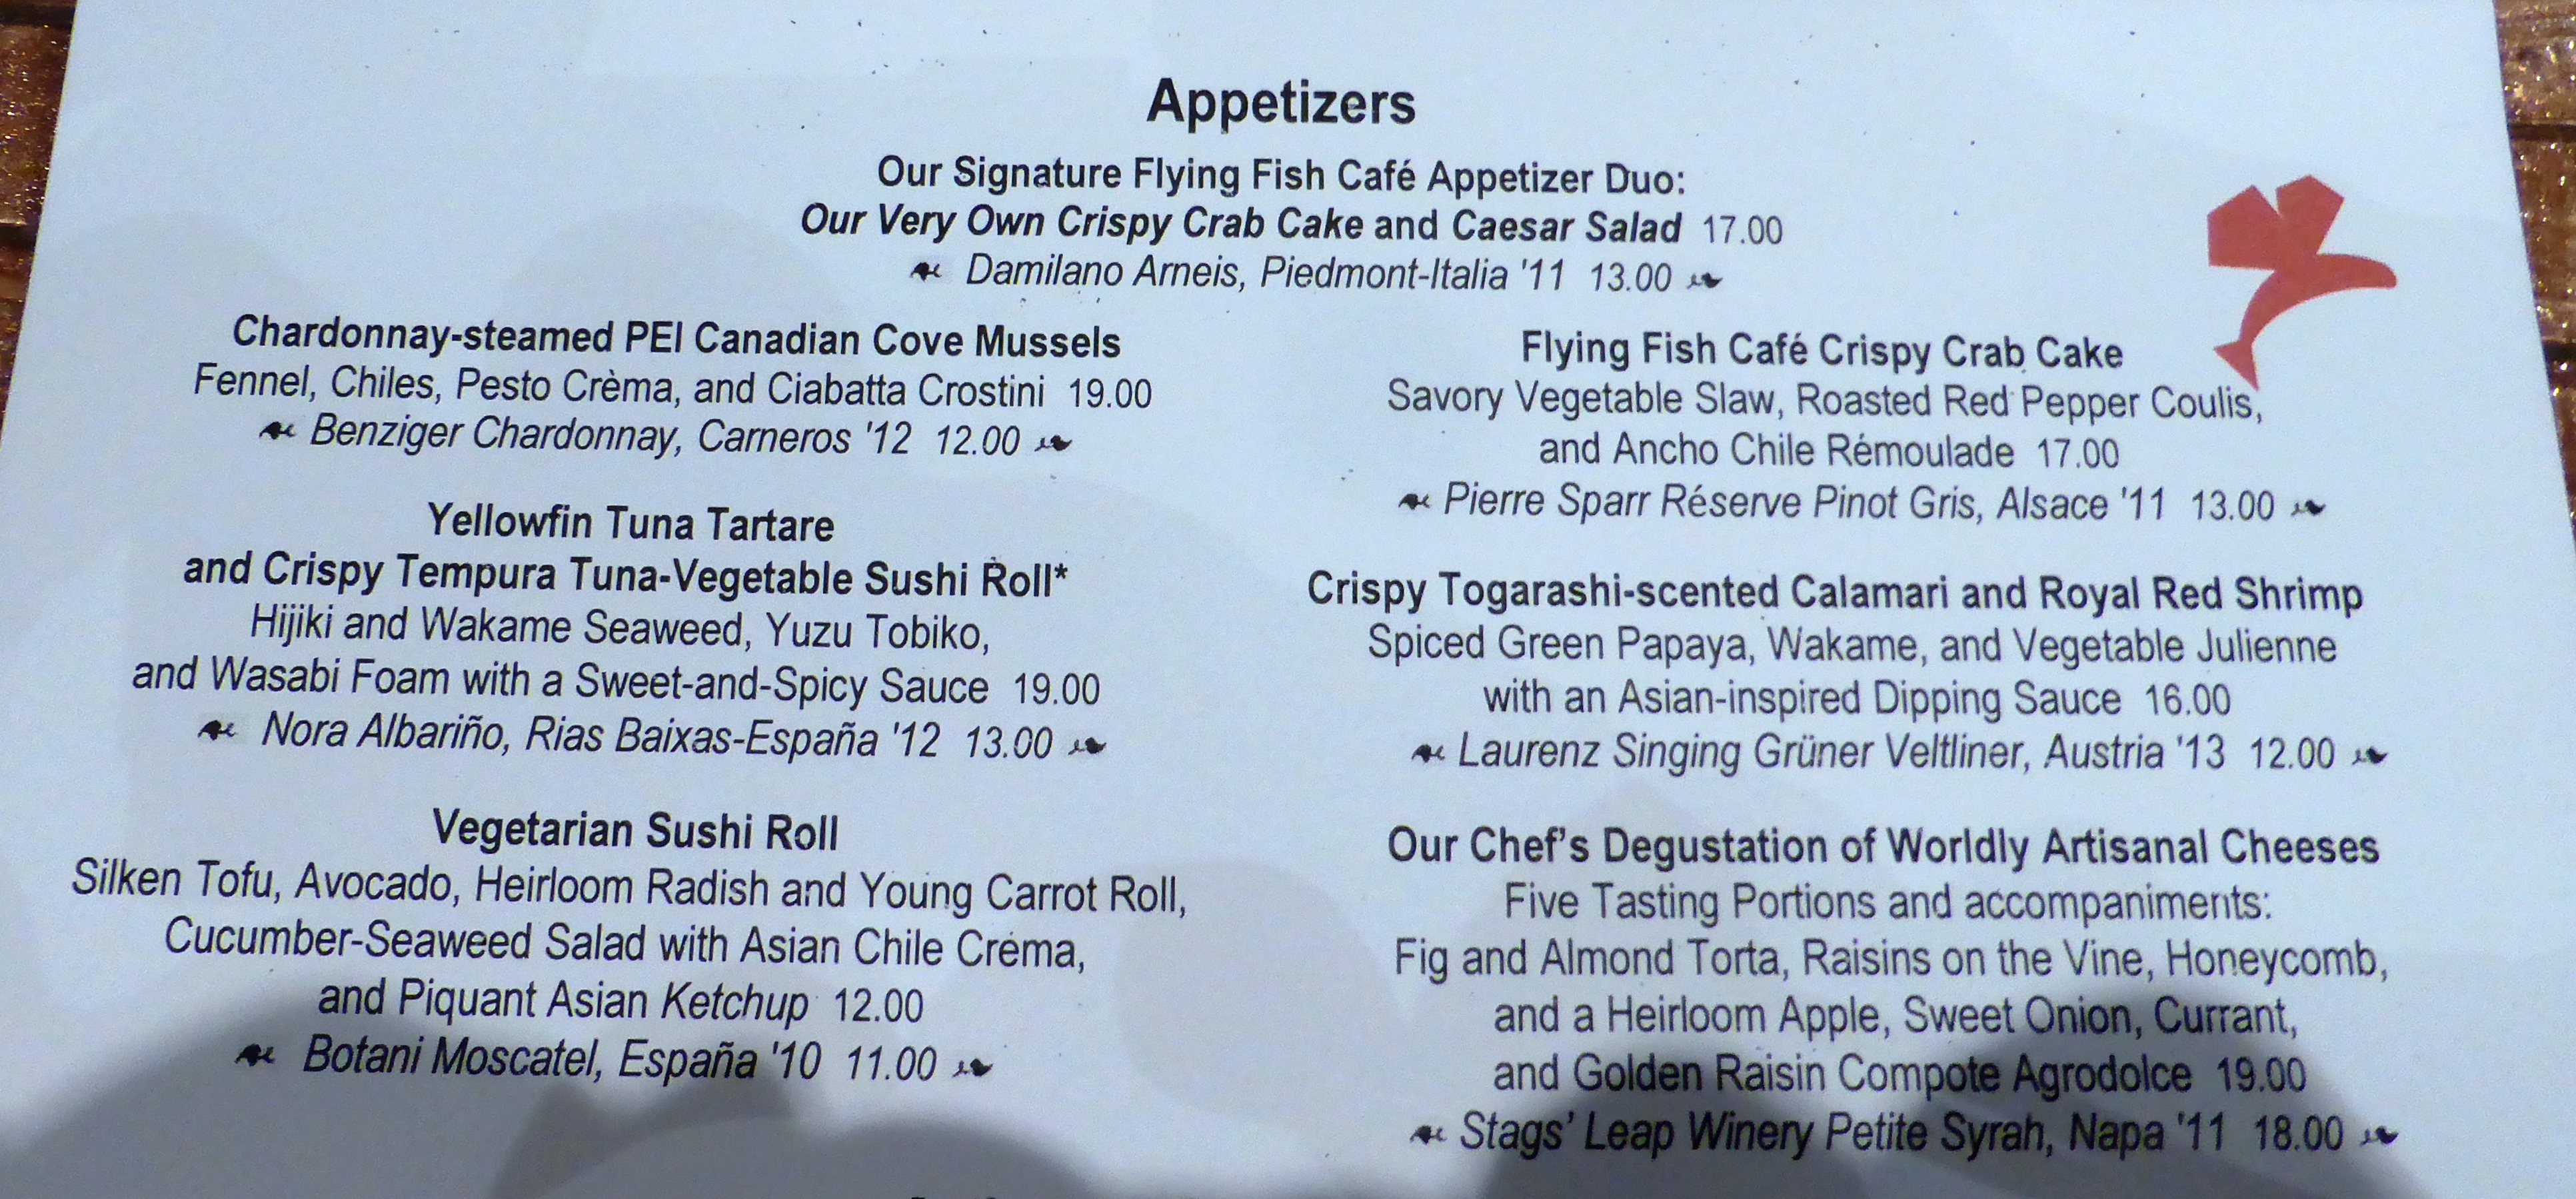 Appetizers
Our Signature Flying Fish Café Appetizer Duo:
Our Very Own Crispy Crab Cake and Caesar Salad 17.00
Damilano Arneis, Piedmont-Italia '11 13.00
Chardonnay-steamed PEI Canadian Cove Mussels
Fennel, Chiles, Pesto Crèma, and Ciabatta Crostini 19.00
Benziger Chardonnay, Carneros '12 12.00
Yellowfin Tuna Tartare
and Crispy Tempura Tuna-Vegetable Sushi Roll*
Hijiki and Wakame Seaweed, Yuzu Tobiko,
and Wasabi Foam with a Sweet-and-Spicy Sauce 19.00
Nora Albariño, Rias Baixas-España '12 13.00
Vegetarian Sushi Roll
Silken Tofu, Avocado, Heirloom Radish and Young Carrot Roll,
Cucumber-Seaweed Salad with Asian Chile Crèma,
and Piquant Asian Ketchup 12.00
Botani Moscatel, España '10 11.00
Flying Fish Café Crispy Crab Cake
Savory Vegetable Slaw, Roasted Red Pepper Coulis,
and Ancho Chile Rémoulade 17.00
Pierre Sparr Réserve Pinot Gris, Alsace '11 13.00
Crispy Togarashi-scented Calamari and Royal Red Shrimp
Spiced Green Papaya, Wakame, and Vegetable Julienne
with an Asian-inspired Dipping Sauce 16.00
Laurenz Singing Grüner Veltliner, Austria '13 12.00
Our Chef's Degustation of Worldly Artisanal Cheeses
Five Tasting Portions and accompaniments:
Fig and Almond Torta, Raisins on the Vine, Honeycomb,
and a Heirloom Apple, Sweet Onion, Currant,
and Golden Raisin Compote Agrodolce 19.00
Stags' Leap Winery Petite Syrah, Napa '11 18.00